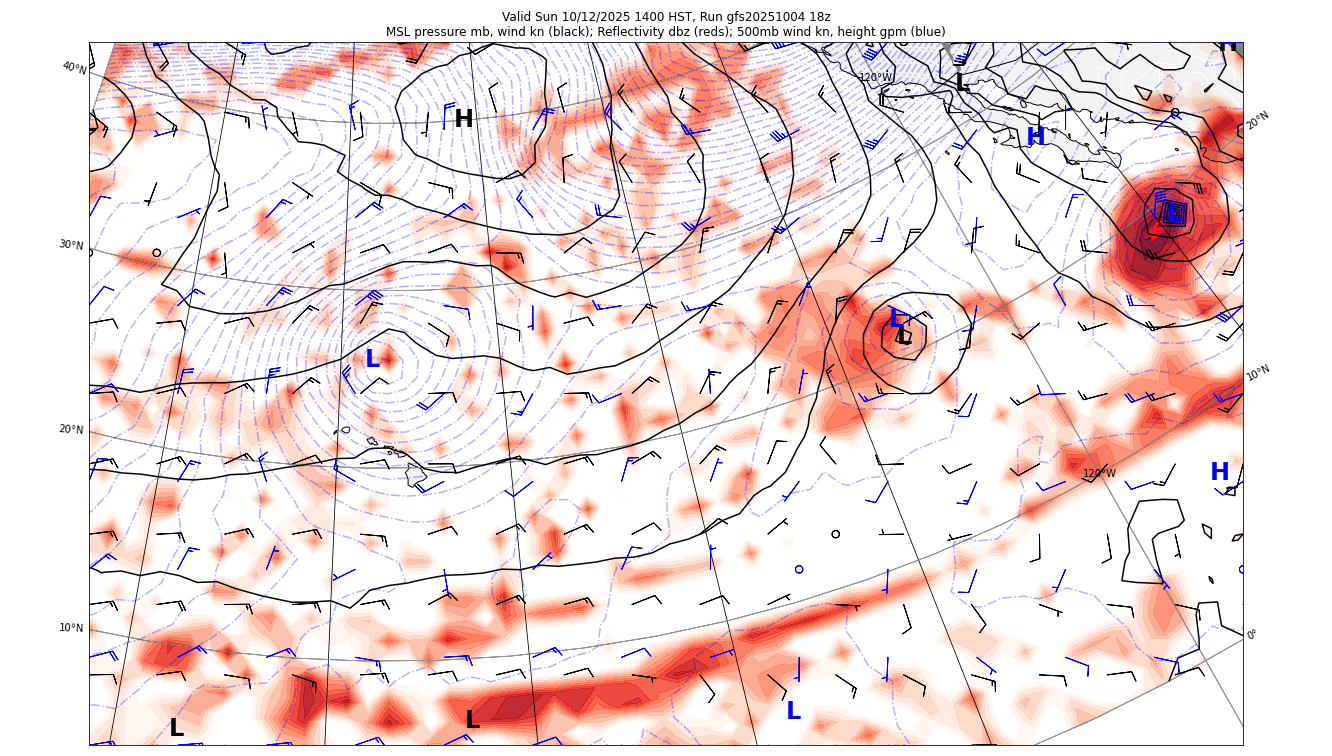 Valid Sun 10/12/2025 1400 HST, Run gfs20251004 18z
MSL pressure mb, wind kn (black); Reflectivity dbz (reds); 500mb wind kn, height gpm (blue)
H
40°N
120°W
L
H
20°N
H
L
30°N
L
L
L
10°N
20°N
120°W
H
10°N
0°
L
L
L